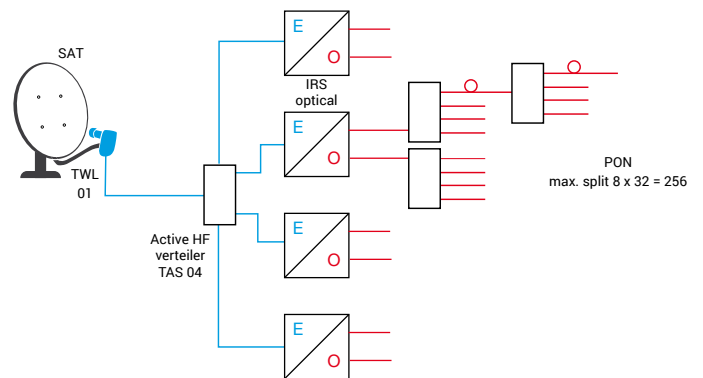 SAT
TWL
01
Active HF
verteiler
TAS 04
E
O
IRS
optical
E
O
E
O
E
O
PON
max. split 8 x 32 = 256